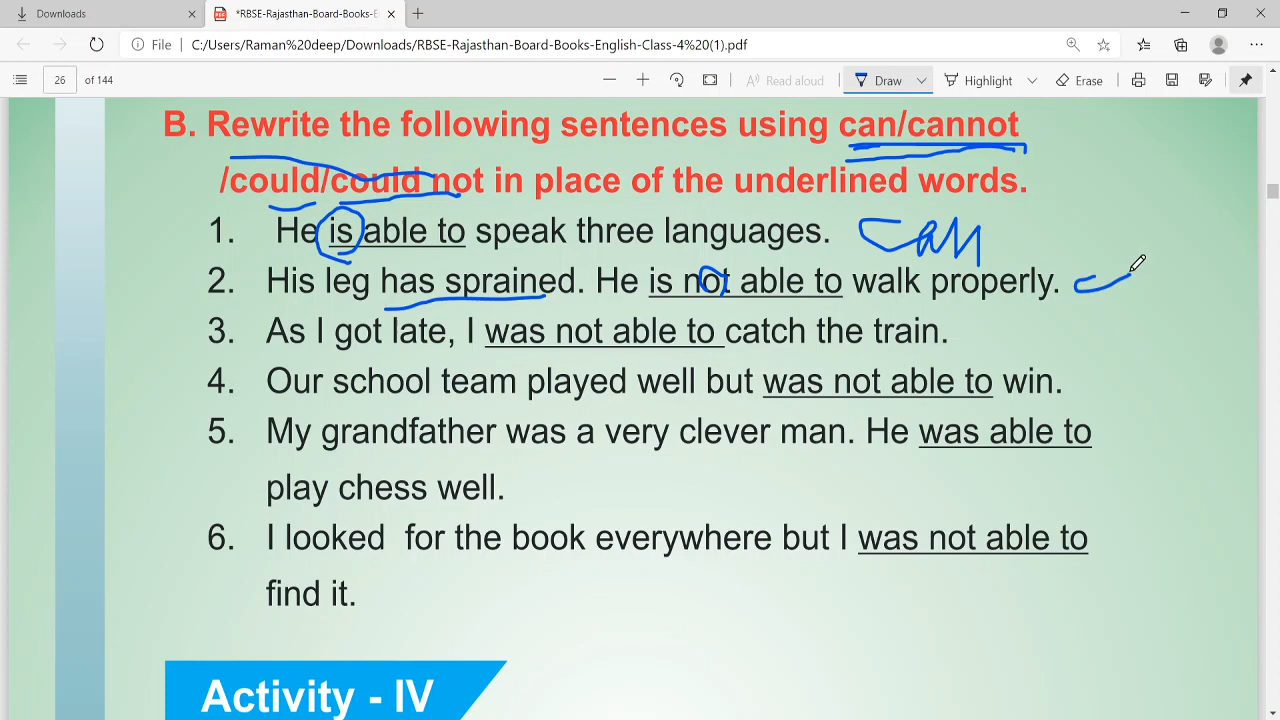 Downloads
*RBSE-Rajasthan-Board-Books-E
File
C:/Users/Raman%20deep/Downloads/RBSE-Rajasthan-Board-Books-English-Class-4%20(1).pdf
26 of 144
Read aloud
Draw
Highlight
Erase
B. Rewrite the following sentences using can/cannot
/could/could not in place of the underlined words.
1. He is able to speak three languages. can
2. His leg has sprained. He is not able to walk properly.
3. As I got late, I was not able to catch the train.
4. Our school team played well but was not able to win.
5. My grandfather was a very clever man. He was able to
play chess well.
6. I looked for the book everywhere but I was not able to
find it.
Activity - IV